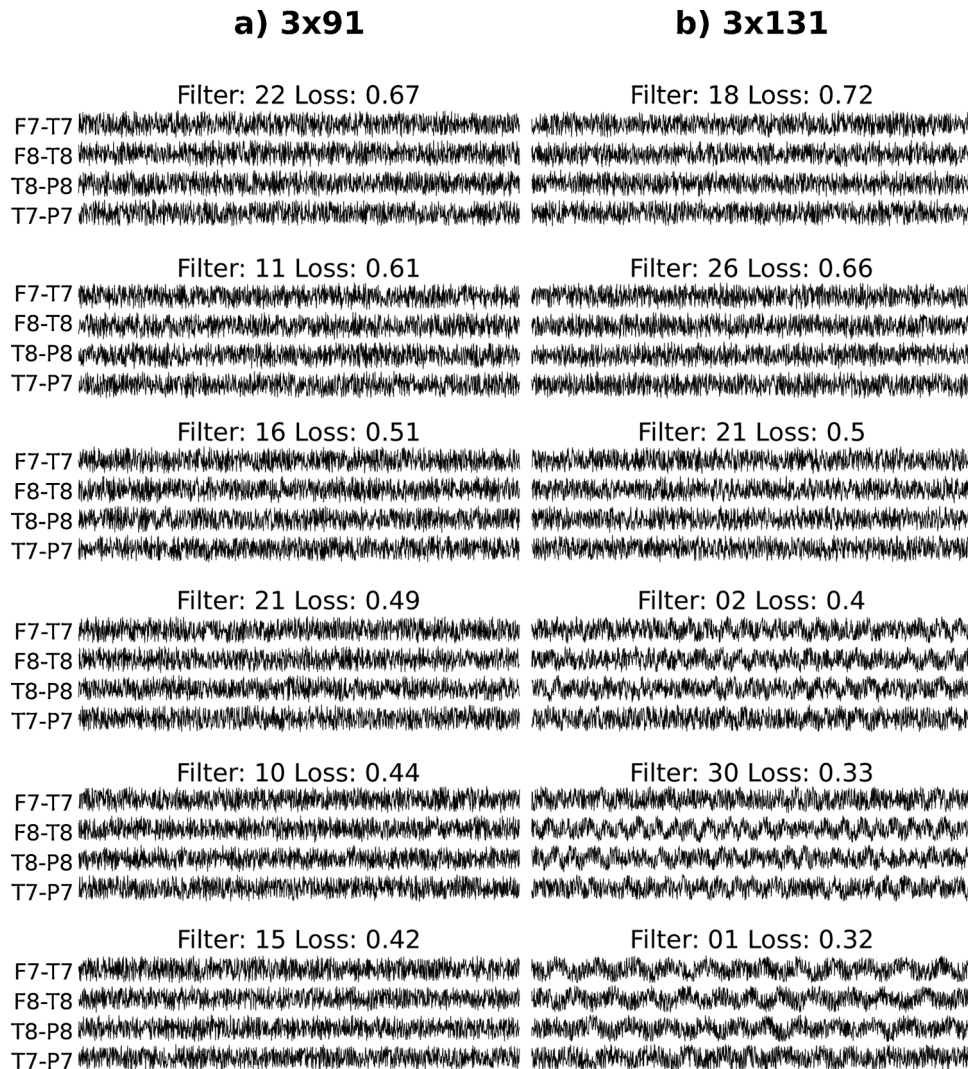 a) 3x91 b) 3x131
Filter: 22 Loss: 0.67 Filter: 18 Loss: 0.72
F7-T7
F8-T8
T8-P8
T7-P7
Filter: 11 Loss: 0.61 Filter: 26 Loss: 0.66
F7-T7
F8-T8
T8-P8
T7-P7
Filter: 16 Loss: 0.51 Filter: 21 Loss: 0.5
F7-T7
F8-T8
T8-P8
T7-P7
Filter: 21 Loss: 0.49 Filter: 02 Loss: 0.4
F7-T7
F8-T8
T8-P8
T7-P7
Filter: 10 Loss: 0.44 Filter: 30 Loss: 0.33
F7-T7
F8-T8
T8-P8
T7-P7
Filter: 15 Loss: 0.42 Filter: 01 Loss: 0.32
F7-T7
F8-T8
T8-P8
T7-P7